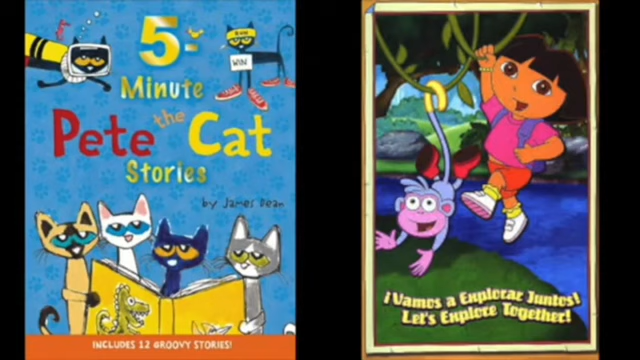 5-
Minute
Pete the Cat
Stories
by James Dean
RUN
WIN
INCLUDES 12 GROOVY STORIES!
¡Vamos a Explorar Juntos!
Let's Explore Together!